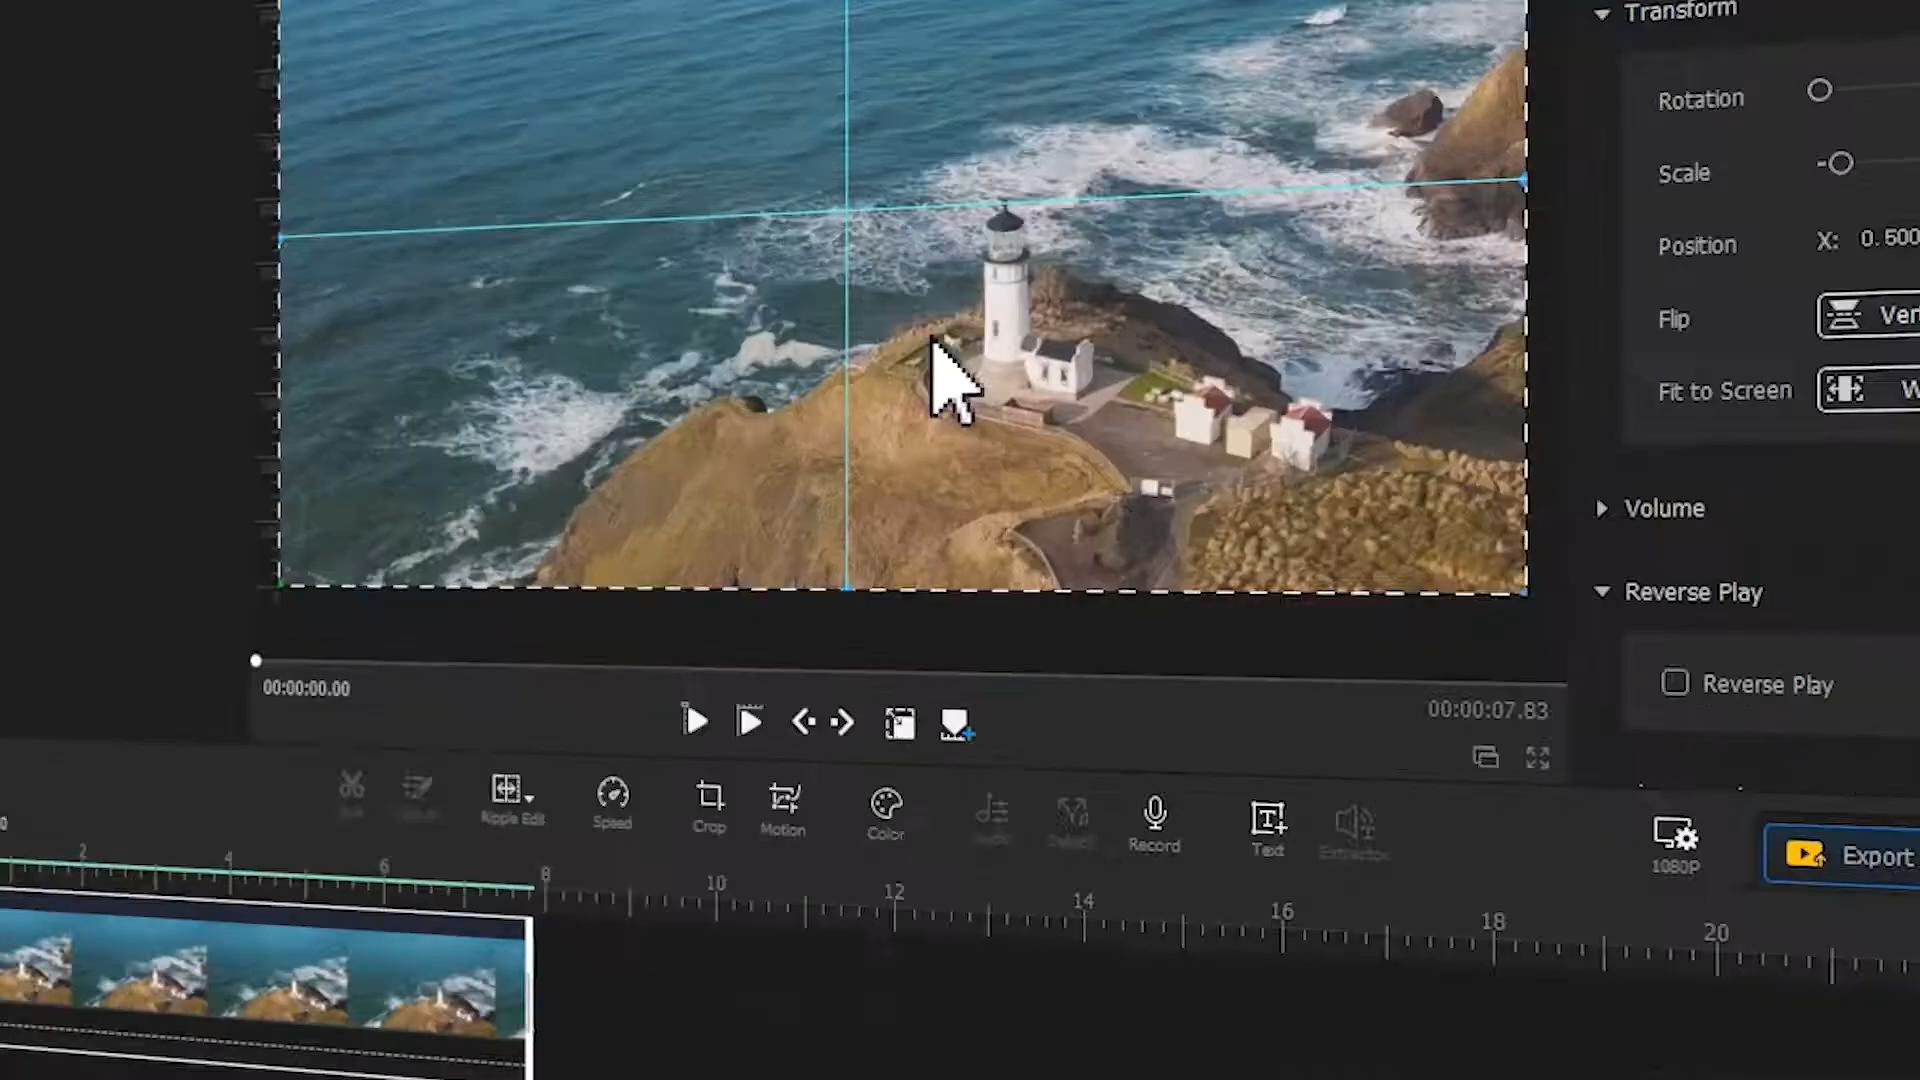 Transform
Rotation
Scale
Position X: 0.500
Flip Ver
Fit to Screen W
Volume
Reverse Play
Reverse Play
00:00:00.00
00:00:07.83
Ripple Edit
Speed
Crop
Motion
Color
Record
Text
1080P
Export
0 2 4 6 8 10 12 14 16 18 20